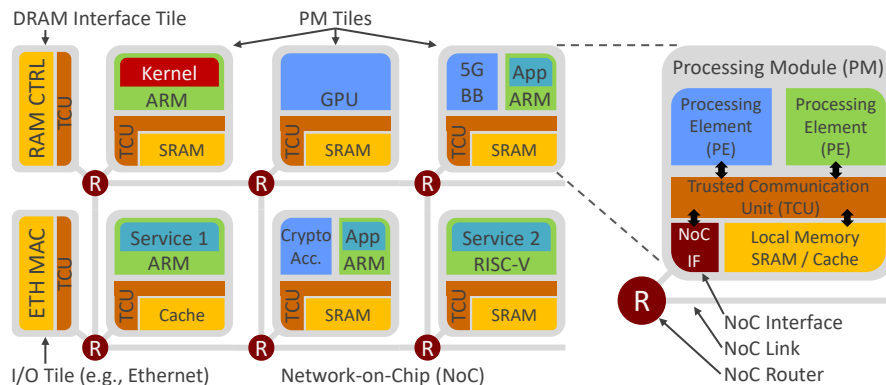 DRAM Interface Tile
PM Tiles
RAM CTRL
TCU
Kernel
ARM
TCU
SRAM
GPU
TCU
SRAM
5G
BB
App
ARM
TCU
SRAM
R
R
R
ETH MAC
TCU
Service 1
ARM
TCU
Cache
Crypto
Acc.
App
ARM
TCU
SRAM
Service 2
RISC-V
TCU
SRAM
R
R
R
I/O Tile (e.g., Ethernet)
Network-on-Chip (NoC)
Processing Module (PM)
Processing
Element
(PE)
Processing
Element
(PE)
Trusted Communication
Unit (TCU)
NoC
IF
Local Memory
SRAM / Cache
R
NoC Interface
NoC Link
NoC Router